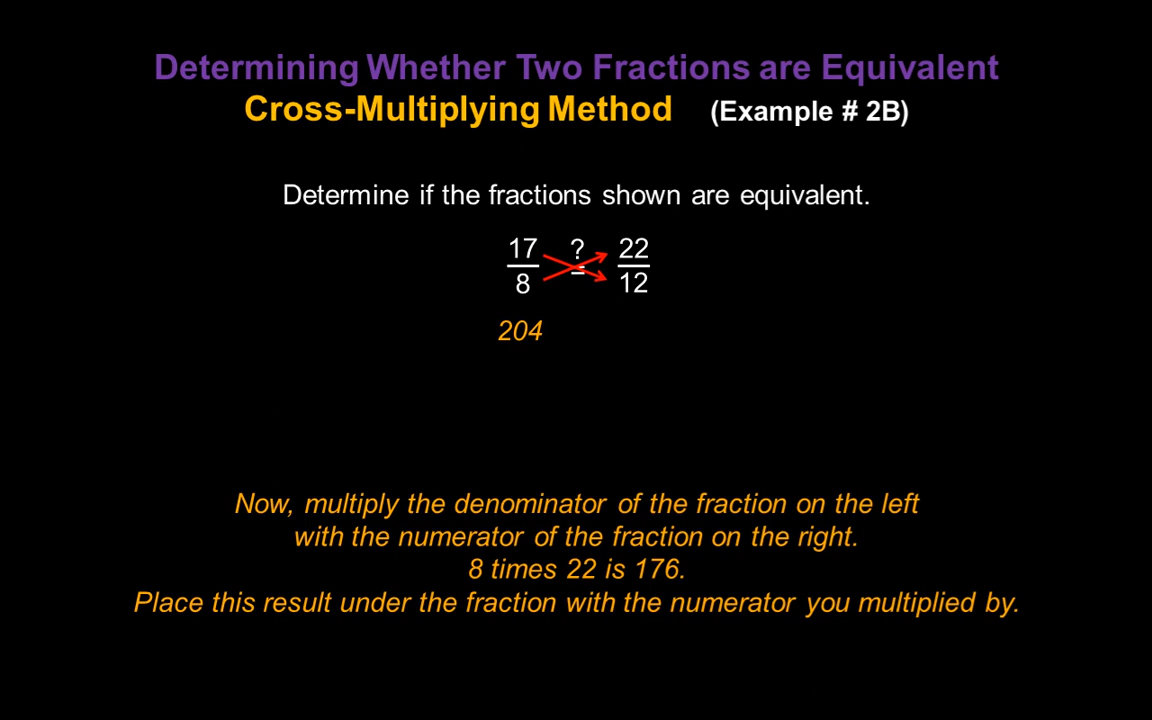 Determining Whether Two Fractions are Equivalent
Cross-Multiplying Method (Example # 2B)
Determine if the fractions shown are equivalent.
17 ? 22
8 = 12
204
Now, multiply the denominator of the fraction on the left
with the numerator of the fraction on the right.
8 times 22 is 176.
Place this result under the fraction with the numerator you multiplied by.